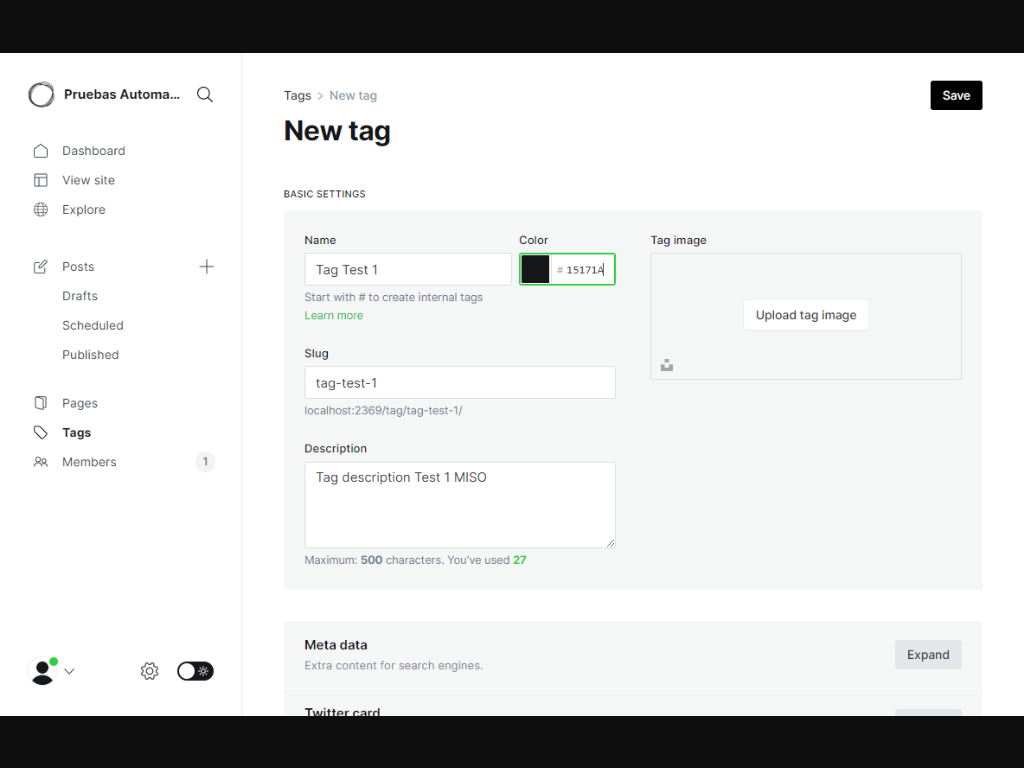 Pruebas Automa...
Dashboard
View site
Explore
Posts
Drafts
Scheduled
Published
Pages
Tags
Members 1
Tags > New tag
Save
New tag
BASIC SETTINGS
Name
Tag Test 1
Start with # to create internal tags
Learn more
Color
# 15171A
Tag image
Upload tag image
Slug
tag-test-1
localhost:2369/tag/tag-test-1/
Description
Tag description Test 1 MISO
Maximum: 500 characters. You've used 27
Meta data
Extra content for search engines.
Expand
Twitter card